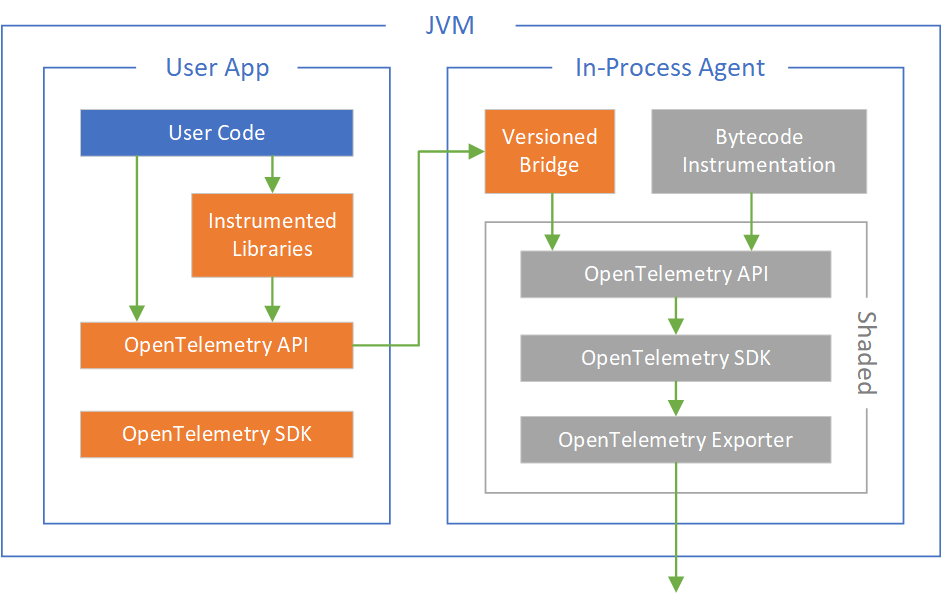 JVM
User App
User Code
Instrumented
Libraries
OpenTelemetry API
OpenTelemetry SDK
In-Process Agent
Versioned
Bridge
Bytecode
Instrumentation
OpenTelemetry API
OpenTelemetry SDK
OpenTelemetry Exporter
Shaded